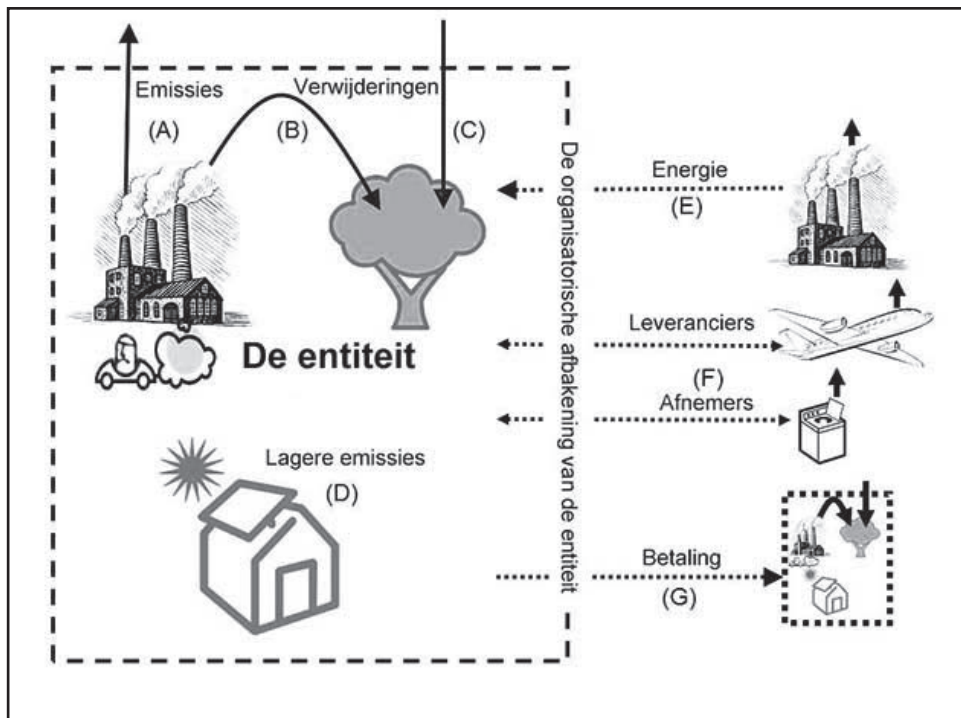 Emissies
(A)
(B)
Verwijderingen
(C)
De entiteit
Lagere emissies
(D)
De organisatorische afbakening van de entiteit
Energie
(E)
Leveranciers
(F)
Afnemers
Betaling
(G)